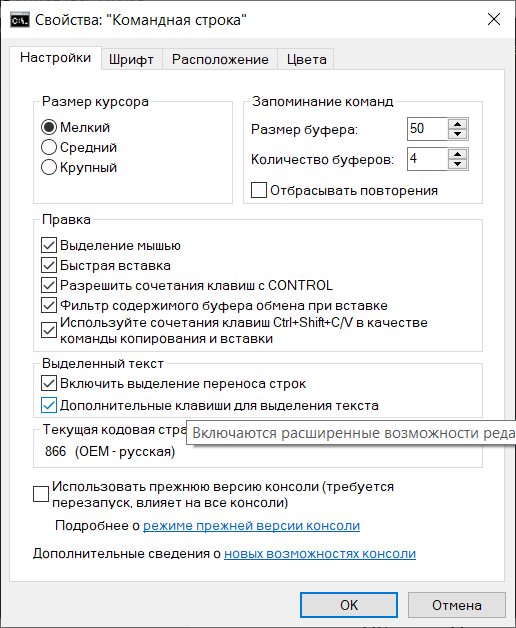 Свойства: "Командная строка"
Настройки Шрифт Расположение Цвета
Размер курсора
Мелкий
Средний
Крупный
Запоминание команд
Размер буфера: 50
Количество буферов: 4
Отбрасывать повторения
Правка
Выделение мышью
Быстрая вставка
Разрешить сочетания клавиш с CONTROL
Фильтр содержимого буфера обмена при вставке
Используйте сочетания клавиш Ctrl+Shift+C/V в качестве
команды копирования и вставки
Выделенный текст
Включить выделение переноса строк
Дополнительные клавиши для выделения текста
Текущая кодовая стра
Включаются расширенные возможности реда
866 (OEM - русская)
Использовать прежнюю версию консоли (требуется
перезапуск, влияет на все консоли)
Подробнее о режиме прежней версии консоли
Дополнительные сведения о новых возможностях консоли
OK Отмена